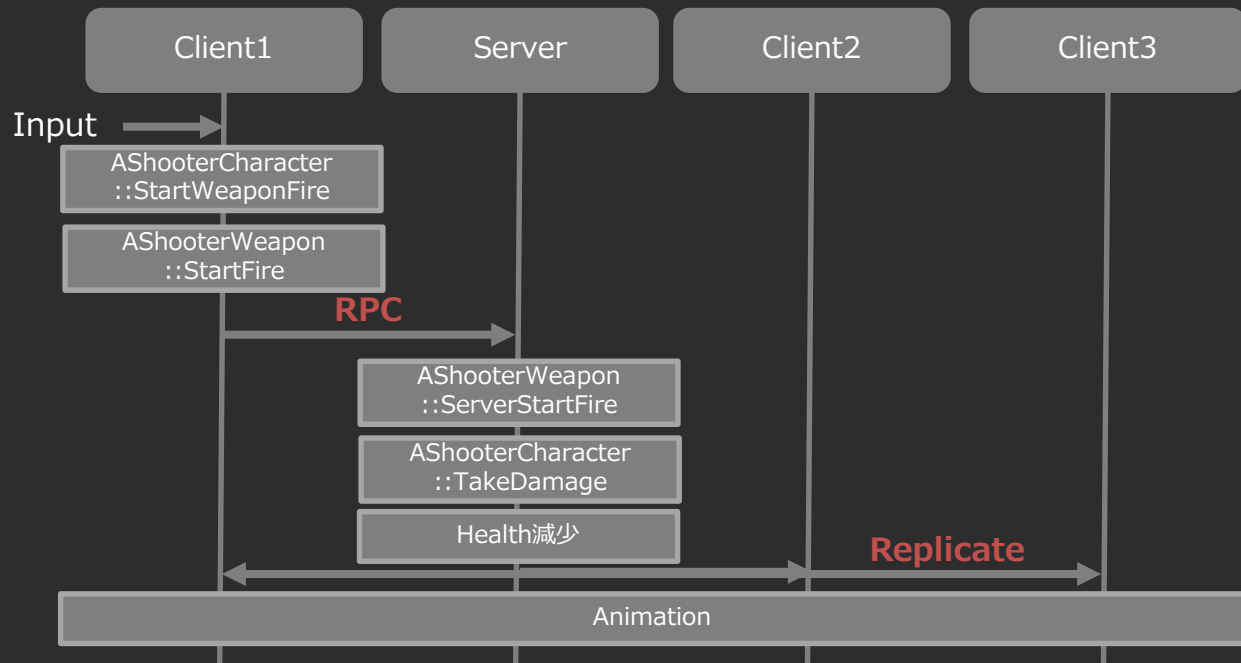 Client1
Server
Client2
Client3
Input
AShooterCharacter
::StartWeaponFire
AShooterWeapon
::StartFire
RPC
AShooterWeapon
::ServerStartFire
AShooterCharacter
::TakeDamage
Health減少
Replicate
Animation